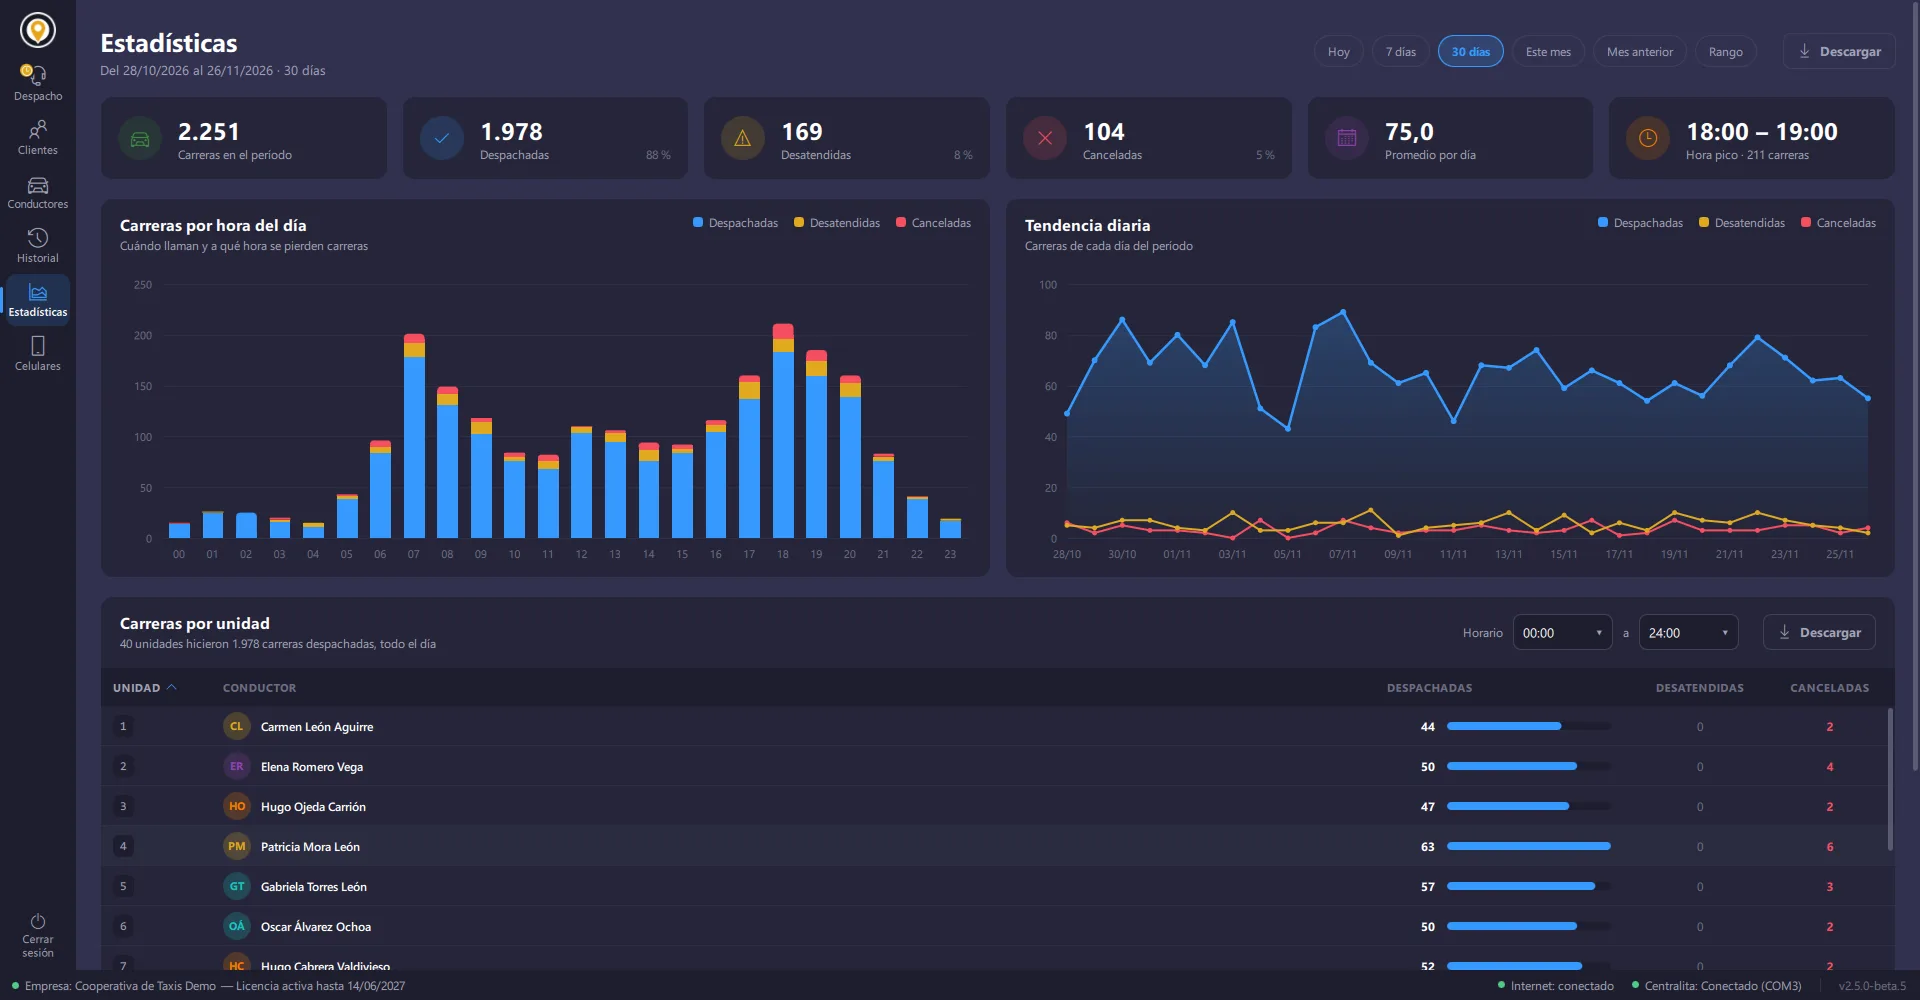 Estadísticas
Del 28/10/2026 al 26/11/2026 · 30 días
Hoy
7 días
30 días
Este mes
Mes anterior
Rango
Descargar
Despacho
Clientes
Conductores
Historial
Estadísticas
Celulares
Cerrar
sesión
2.251
Carreras en el período
1.978
Despachadas
88 %
169
Desatendidas
8 %
104
Canceladas
5 %
75,0
Promedio por día
18:00 – 19:00
Hora pico · 211 carreras
Carreras por hora del día
Cuándo llaman y a qué hora se pierden carreras
Despachadas
Desatendidas
Canceladas
250
200
150
100
50
0
00 01 02 03 04 05 06 07 08 09 10 11 12 13 14 15 16 17 18 19 20 21 22 23
Tendencia diaria
Carreras de cada día del período
Despachadas
Desatendidas
Canceladas
100
80
60
40
20
0
28/10 30/10 01/11 03/11 05/11 07/11 09/11 11/11 13/11 15/11 17/11 19/11 21/11 23/11 25/11
Carreras por unidad
40 unidades hicieron 1.978 carreras despachadas, todo el día
Horario 00:00 a 24:00
Descargar
UNIDAD CONDUCTOR DESPACHADAS DESATENDIDAS CANCELADAS
1 CL Carmen León Aguirre 44 0 2
2 ER Elena Romero Vega 50 0 4
3 HO Hugo Ojeda Carrión 47 0 2
4 PM Patricia Mora León 63 0 6
5 GT Gabriela Torres León 57 0 3
6 OÁ Oscar Álvarez Ochoa 50 0 2
7 HC Hugo Cabrera Valdivieso 52 0 2
Empresa: Cooperativa de Taxis Demo — Licencia activa hasta 14/06/2027
Internet: conectado
Centralita: Conectado (COM3)
v2.5.0-beta.5